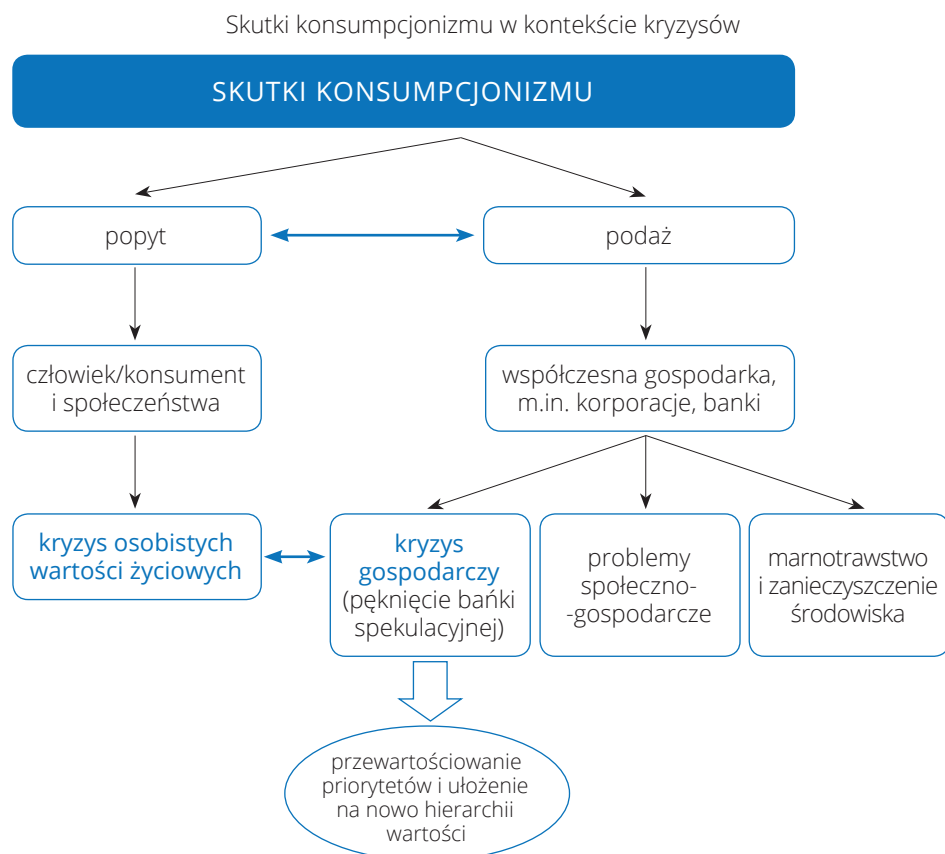 Skutki konsumpcjonizmu w kontekście kryzysów
SKUTKI KONSUMPCJONIZMU
popyt
podaż
człowiek/konsument
i społeczeństwa
współczesna gospodarka,
m.in. korporacje, banki
kryzys osobistych
wartości życiowych
kryzys
gospodarczy
(pęknięcie bańki
spekulacyjnej)
problemy
społeczno-
-gospodarcze
marnotrawstwo
i zanieczyszczenie
środowiska
przewartościowanie
priorytetów i ułożenie
na nowo hierarchii
wartości